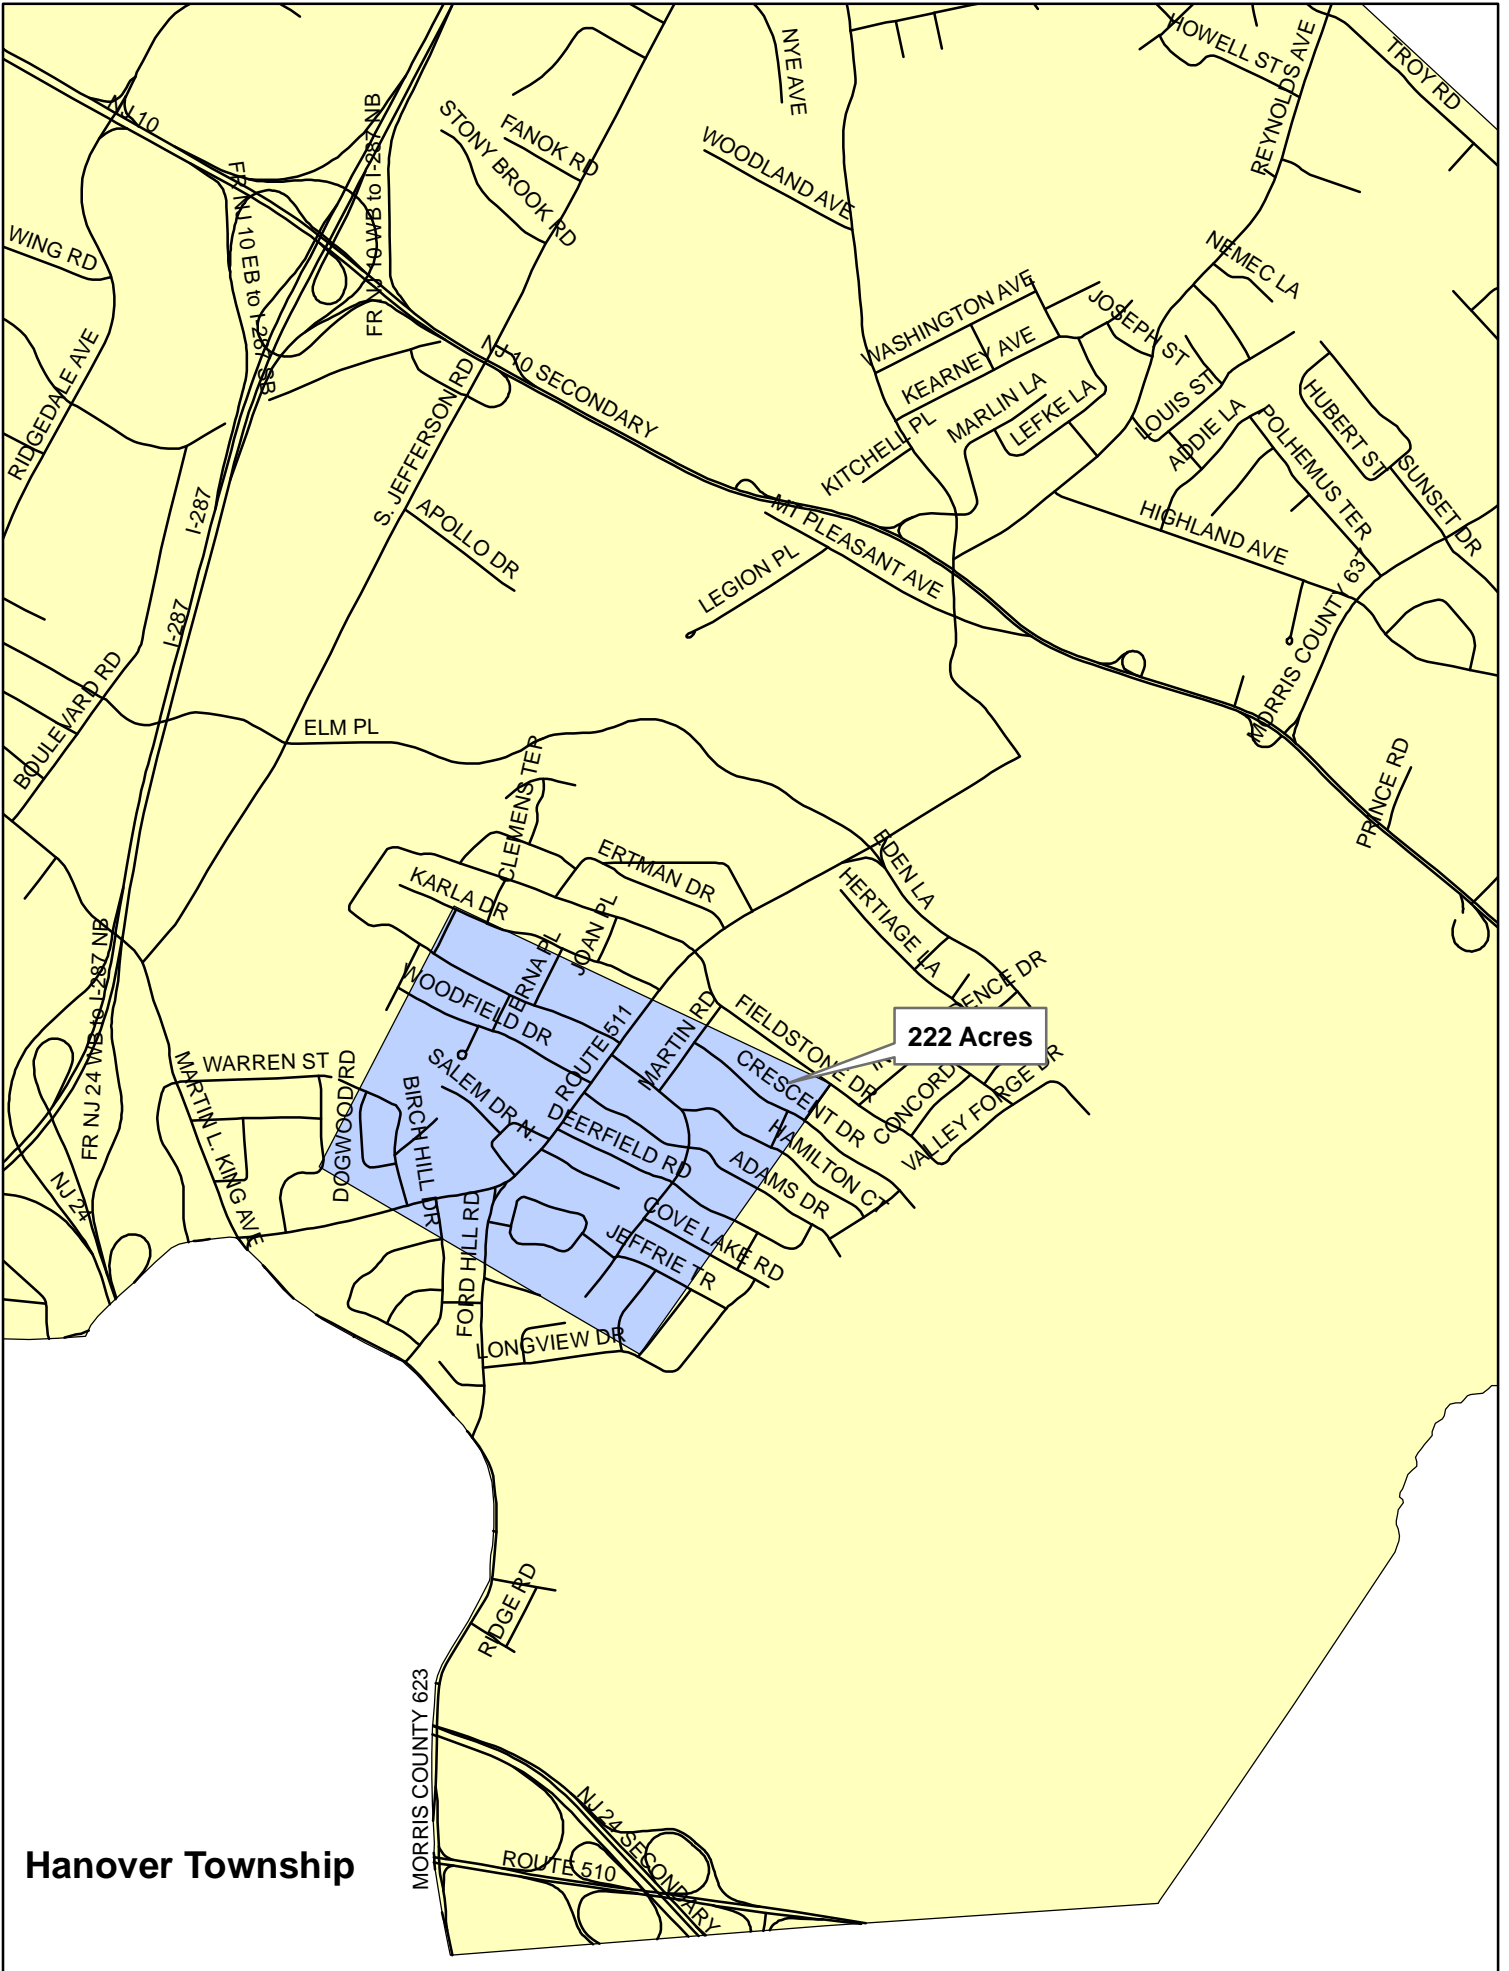 HOWELL ST
TROY RD
NYE AVE
REYNOLDS AVE
NJ 10
FR NJ 10 WB to I-287 NB
STONY BROOK RD
FANOK RD
WOODLAND AVE
FR NJ 10 EB to I-287 SB
WING RD
NEMEC LA
WASHINGTON AVE
JOSEPH ST
RIDGEDALE AVE
NJ 10 SECONDARY
KEARNEY AVE
S. JEFFERSON RD
MARLIN LA
LEFKE LA
LOUIS ST
ADDIE LA
HUBERT ST
POLHEMUS TER
KITCHELL PL
SUNSET DR
I-287
APOLLO DR
MT PLEASANT AVE
HIGHLAND AVE
LEGION PL
I-287
MORRIS COUNTY 637
BOULEVARD RD
ELM PL
CLEMENS TER
PRINCE RD
ERTMAN DR
EDEN LA
KARLA DR
HERTIAGE LA
JOAN PL
ERNA PL
FR NJ 24 WB to I-287 NB
WOODFIELD DR
ENCE DR
FIELDSTONE DR
MARTIN RD
ROUTE 511
222 Acres
WARREN ST
DOGWOOD RD
MARTIN L. KING AVE
SALEM DR N.
BIRCH HILL DR
CRESCENT DR
CONCORD
VALLEY FORGE DR
DEERFIELD RD
HAMILTON CT
ADAMS DR
NJ 24
COVE LAKE RD
FORD HILL RD
JEFFRIE TR
LONGVIEW DR
RIDGE RD
MORRIS COUNTY 623
NJ 24 SECONDARY
ROUTE 510
Hanover Township